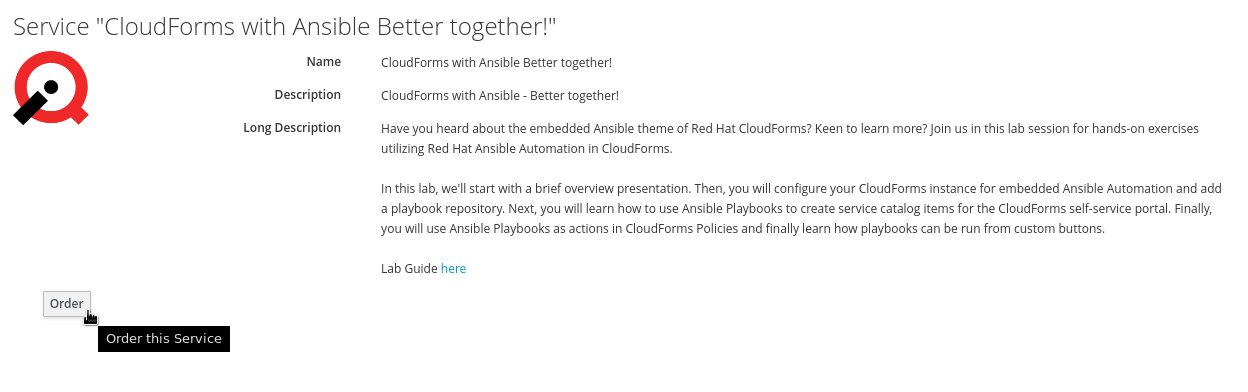 Service "CloudForms with Ansible Better together!"
Name CloudForms with Ansible Better together!
Description CloudForms with Ansible - Better together!
Long Description Have you heard about the embedded Ansible theme of Red Hat CloudForms? Keen to learn more? Join us in this lab session for hands-on exercises
utilizing Red Hat Ansible Automation in CloudForms.
In this lab, we'll start with a brief overview presentation. Then, you will configure your CloudForms instance for embedded Ansible Automation and add
a playbook repository. Next, you will learn how to use Ansible Playbooks to create service catalog items for the CloudForms self-service portal. Finally,
you will use Ansible Playbooks as actions in CloudForms Policies and finally learn how playbooks can be run from custom buttons.
Lab Guide here
Order
Order this Service